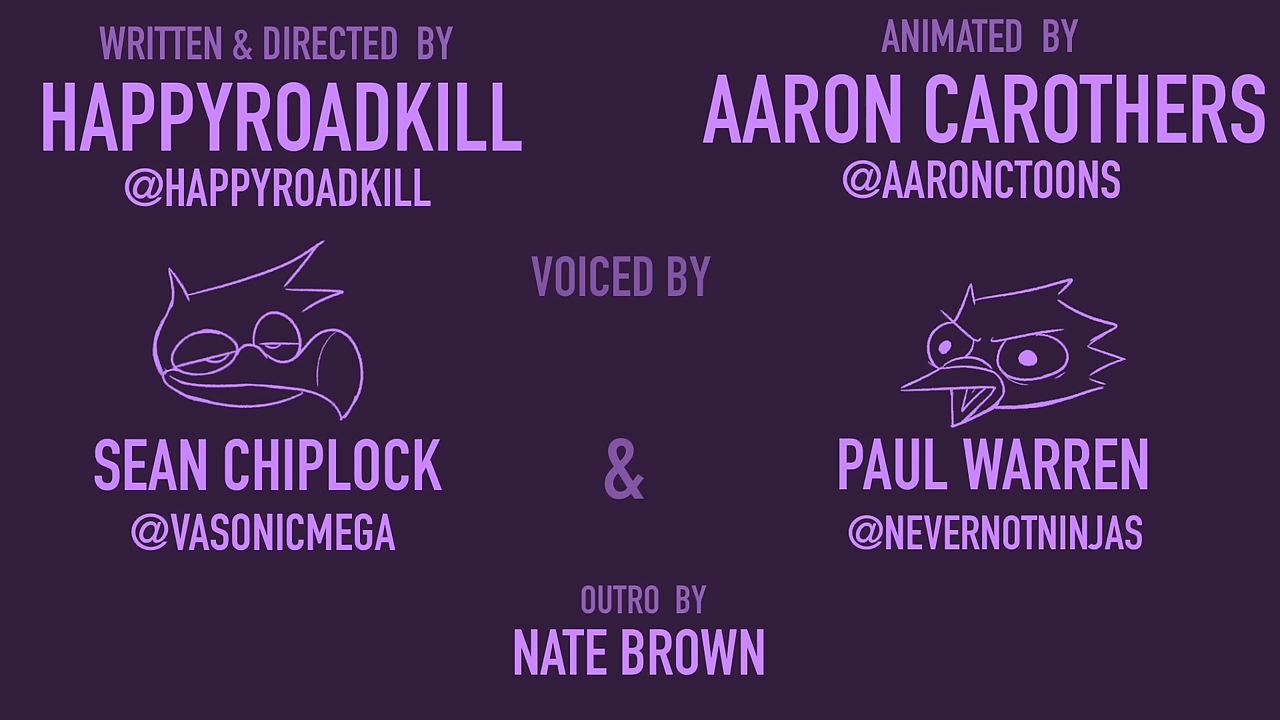 WRITTEN & DIRECTED BY
HAPPYROADKILL
@HAPPYROADKILL
ANIMATED BY
AARON CAROTHERS
@AARONCTOONS
VOICED BY
SEAN CHIPLOCK
@VASONICMEGA
&
PAUL WARREN
@NEVERNOTNINJAS
OUTRO BY
NATE BROWN